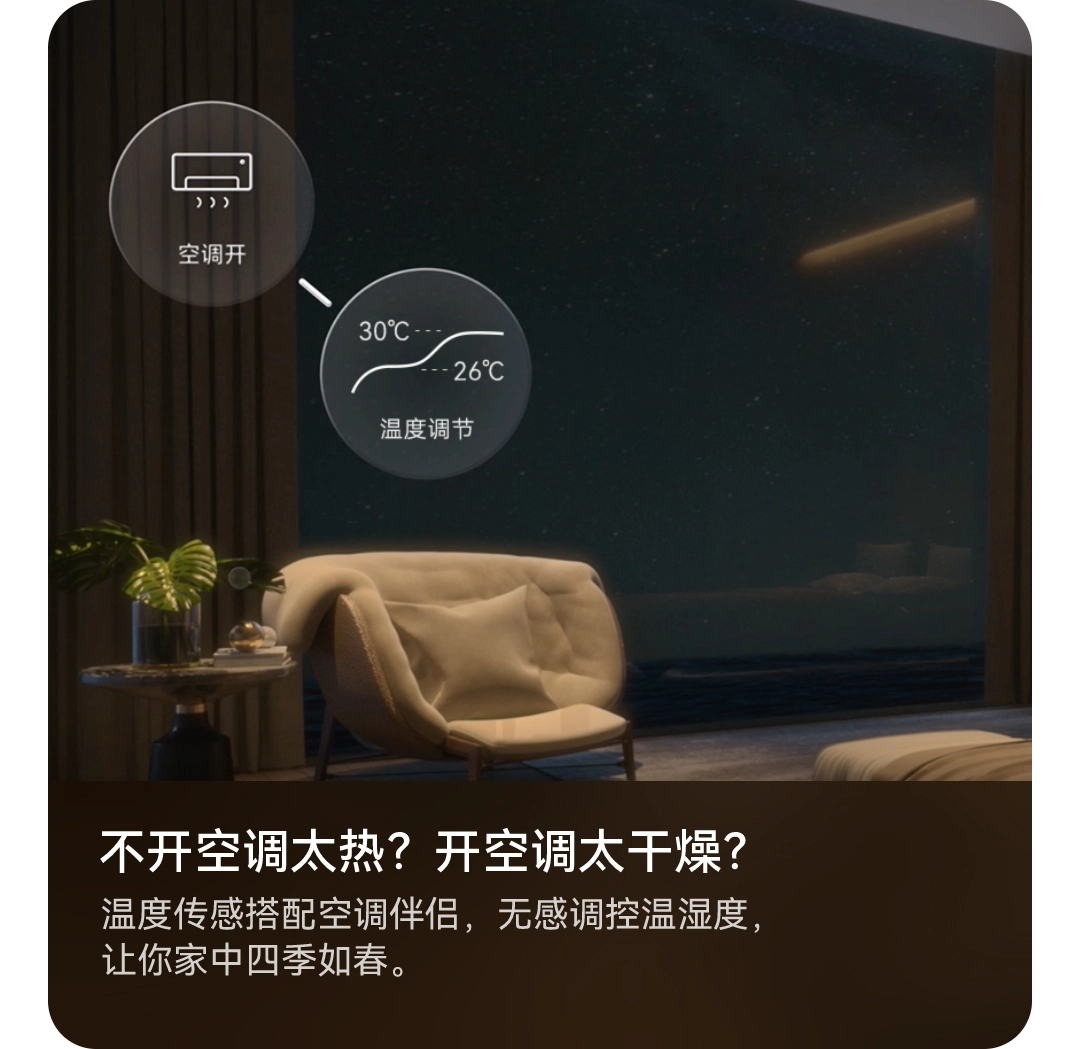 空调开
30℃
26℃
温度调节
不开空调太热？开空调太干燥？
温度传感搭配空调伴侣，无感调控温湿度，
让你家中四季如春。